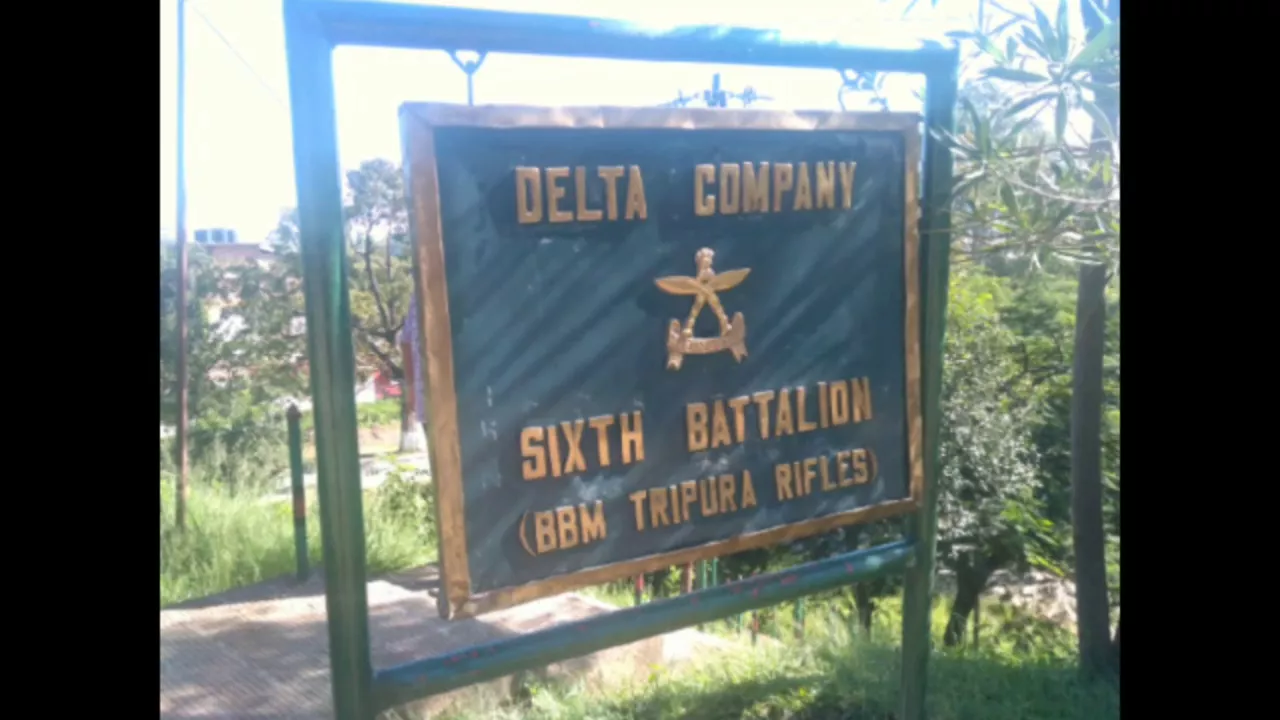 DELTA COMPANY
SIXTH BATTALION
(BBM TRIPURA RIFLES)